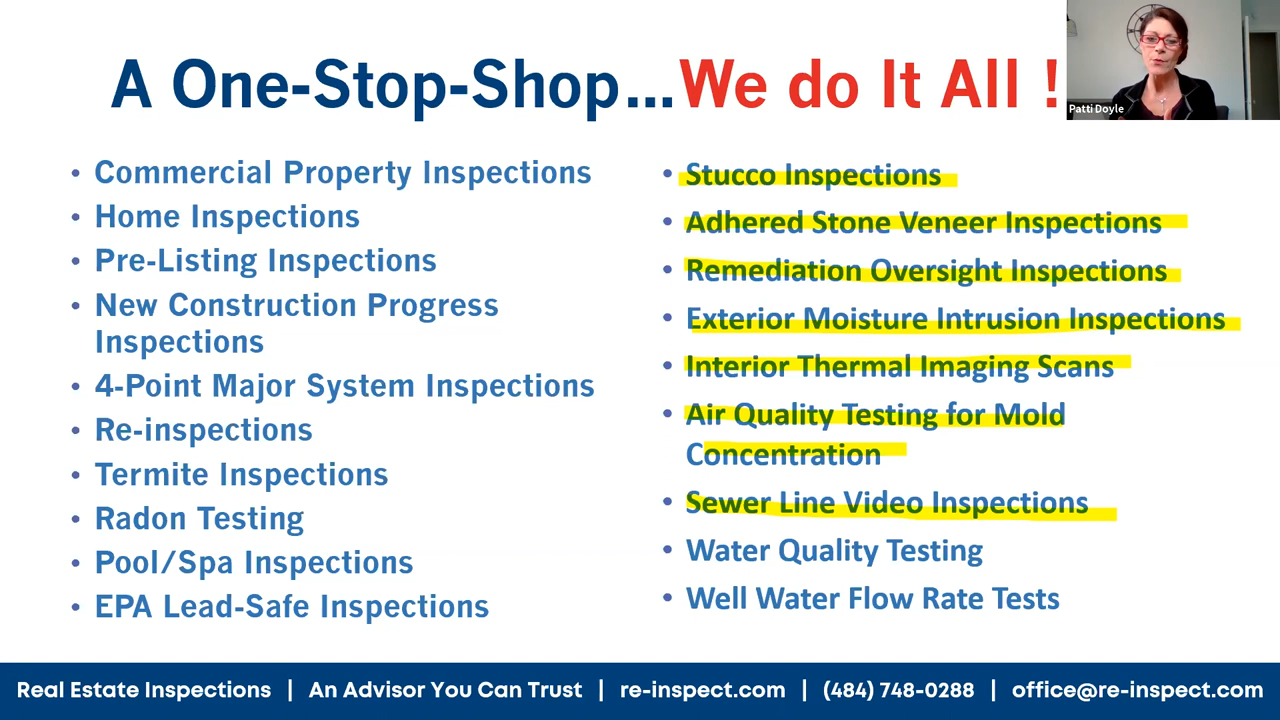 A One-Stop-Shop...We do It All !
Patti Doyle
• Commercial Property Inspections
• Home Inspections
• Pre-Listing Inspections
• New Construction Progress
Inspections
• 4-Point Major System Inspections
• Re-inspections
• Termite Inspections
• Radon Testing
• Pool/Spa Inspections
• EPA Lead-Safe Inspections
• Stucco Inspections
• Adhered Stone Veneer Inspections
• Remediation Oversight Inspections
• Exterior Moisture Intrusion Inspections
• Interior Thermal Imaging Scans
• Air Quality Testing for Mold
Concentration
• Sewer Line Video Inspections
• Water Quality Testing
• Well Water Flow Rate Tests
Real Estate Inspections | An Advisor You Can Trust | re-inspect.com | (484) 748-0288 | office@re-inspect.com